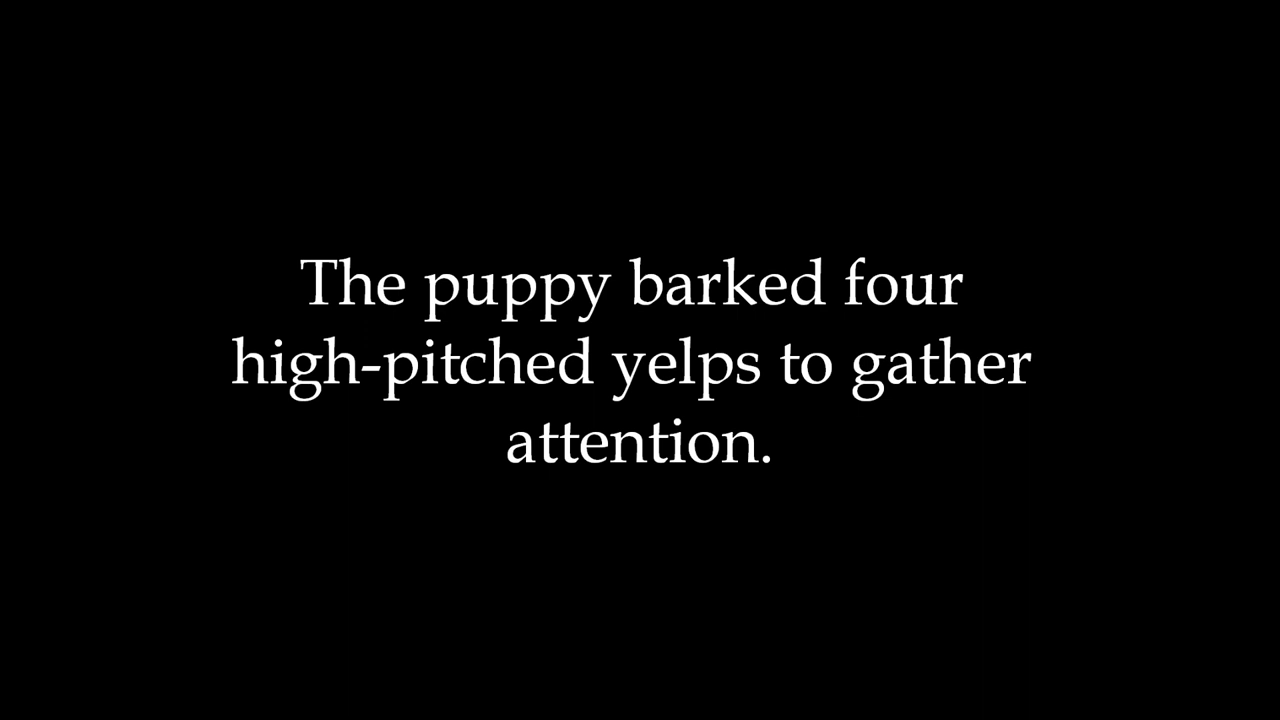 The puppy barked four
high-pitched yelps to gather
attention.